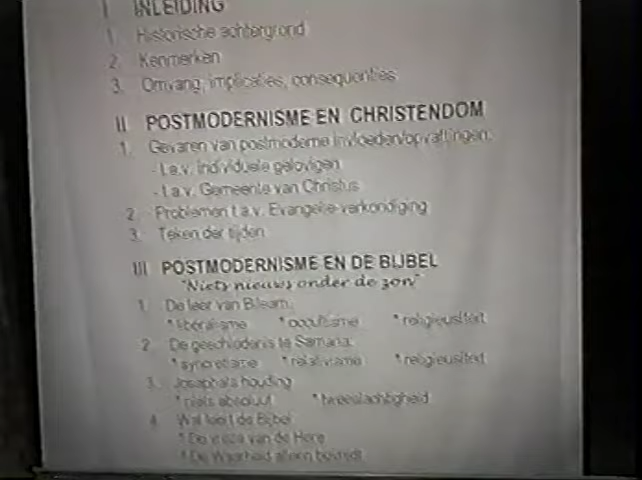 I INLEIDING
1. Historische achtergrond
2. Kenmerken
3. Omvang, implicaties, consequenties
II POSTMODERNISME EN CHRISTENDOM
1. Gevaren van postmoderne invloeden/opvattingen:
- t.a.v. individuele gelovigen
- t.a.v. Gemeente van Christus
2. Problemen t.a.v. Evangelie-verkondiging
3. Teken der tijden
III POSTMODERNISME EN DE BIJBEL
"Niets nieuws onder de zon"
1. De leer van Bileam:
* liberalisme * occultisme * religieusiteit
2. De geschiedenis te Samaria:
* syncretisme * relativisme * religieusiteit
3. Josaphats houding
* niets absoluut * tweeslachtigheid
4. Wat leert de Bijbel
* De vreze van de Here
* De Waarheid alleen